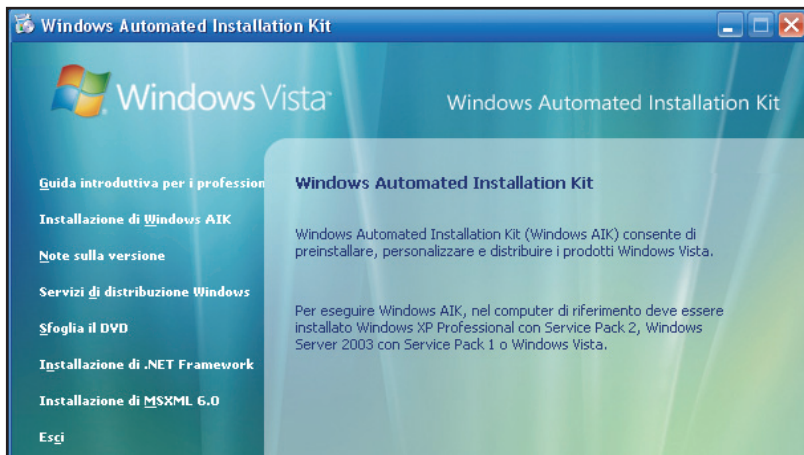 Windows Automated Installation Kit
Windows Vista™
Windows Automated Installation Kit
Guida introduttiva per i profession
Installazione di Windows AIK
Note sulla versione
Servizi di distribuzione Windows
Sfoglia il DVD
Installazione di .NET Framework
Installazione di MSXML 6.0
Esci
Windows Automated Installation Kit
Windows Automated Installation Kit (Windows AIK) consente di
preinstallare, personalizzare e distribuire i prodotti Windows Vista.
Per eseguire Windows AIK, nel computer di riferimento deve essere
installato Windows XP Professional con Service Pack 2, Windows
Server 2003 con Service Pack 1 o Windows Vista.